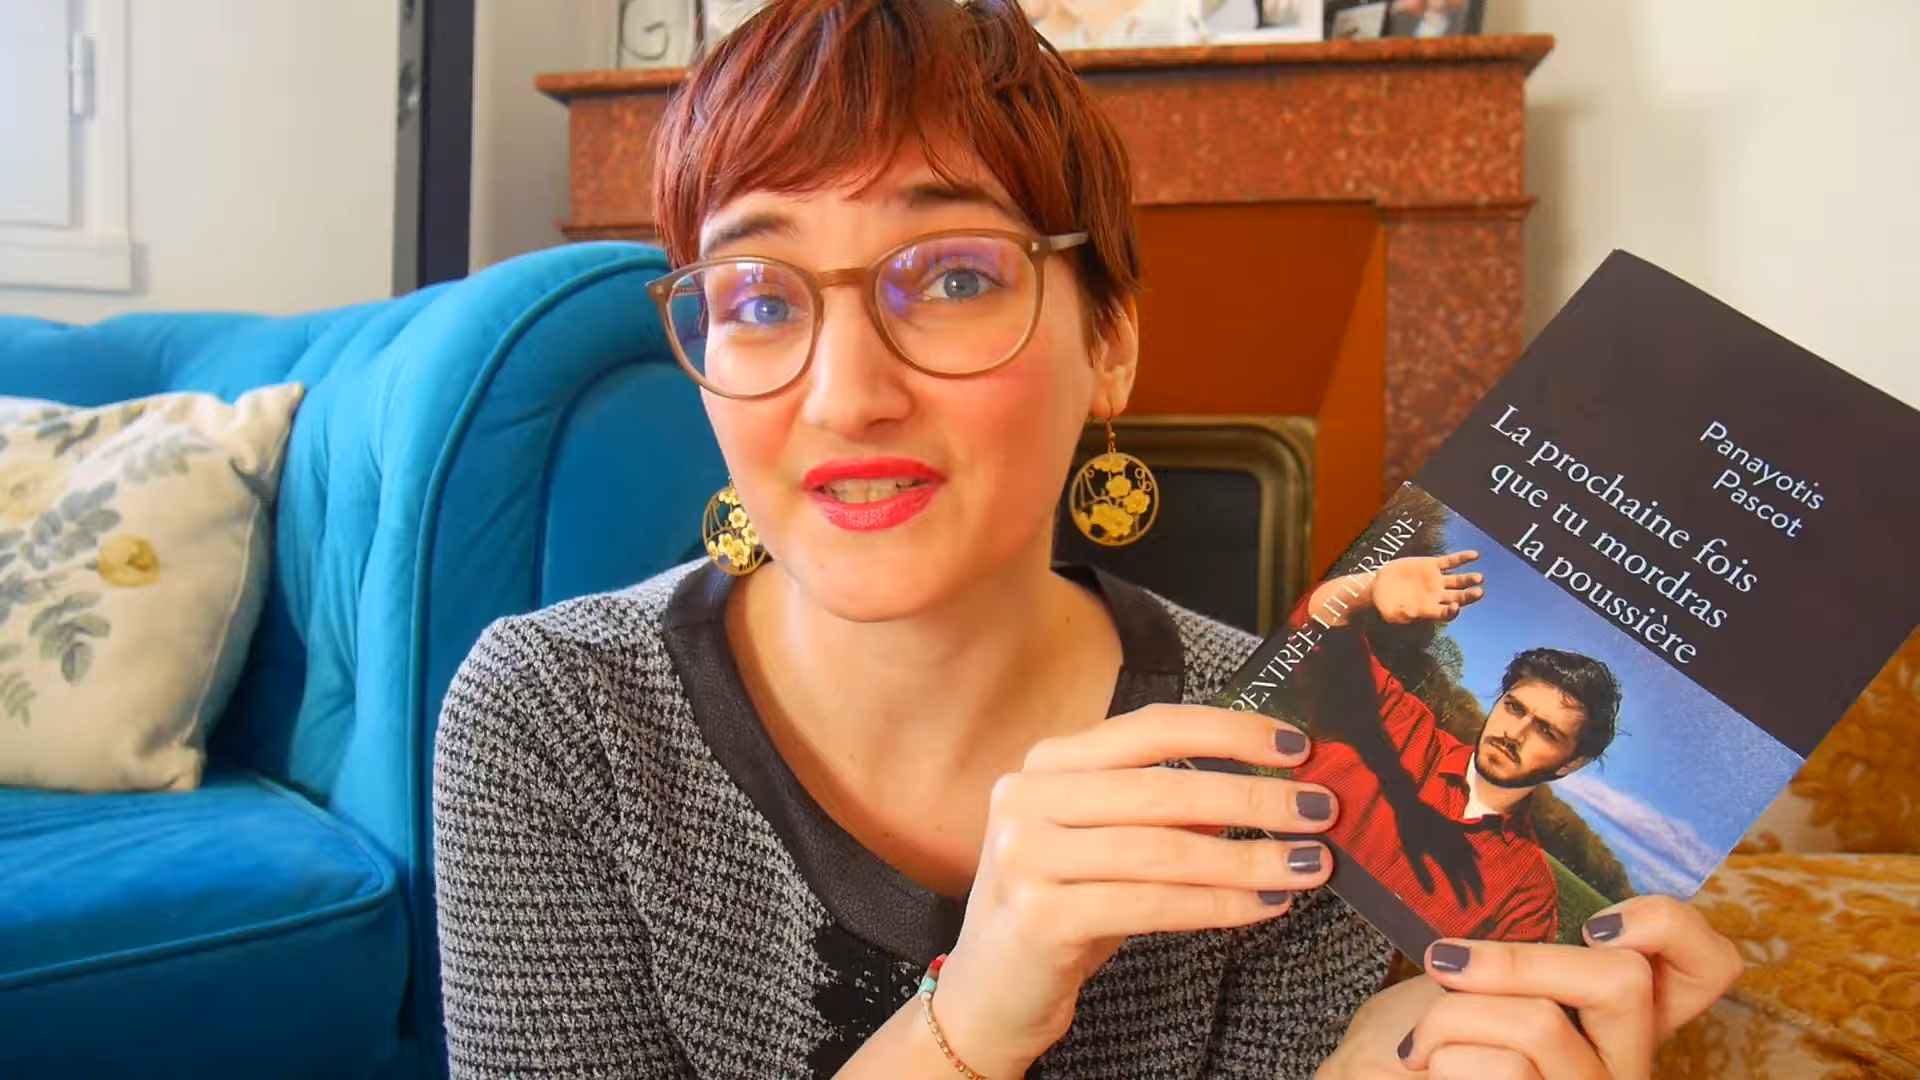 Panayotis
Pascot
La prochaine fois
que tu mordras
la poussière
RENTRÉE LITTÉRAIRE